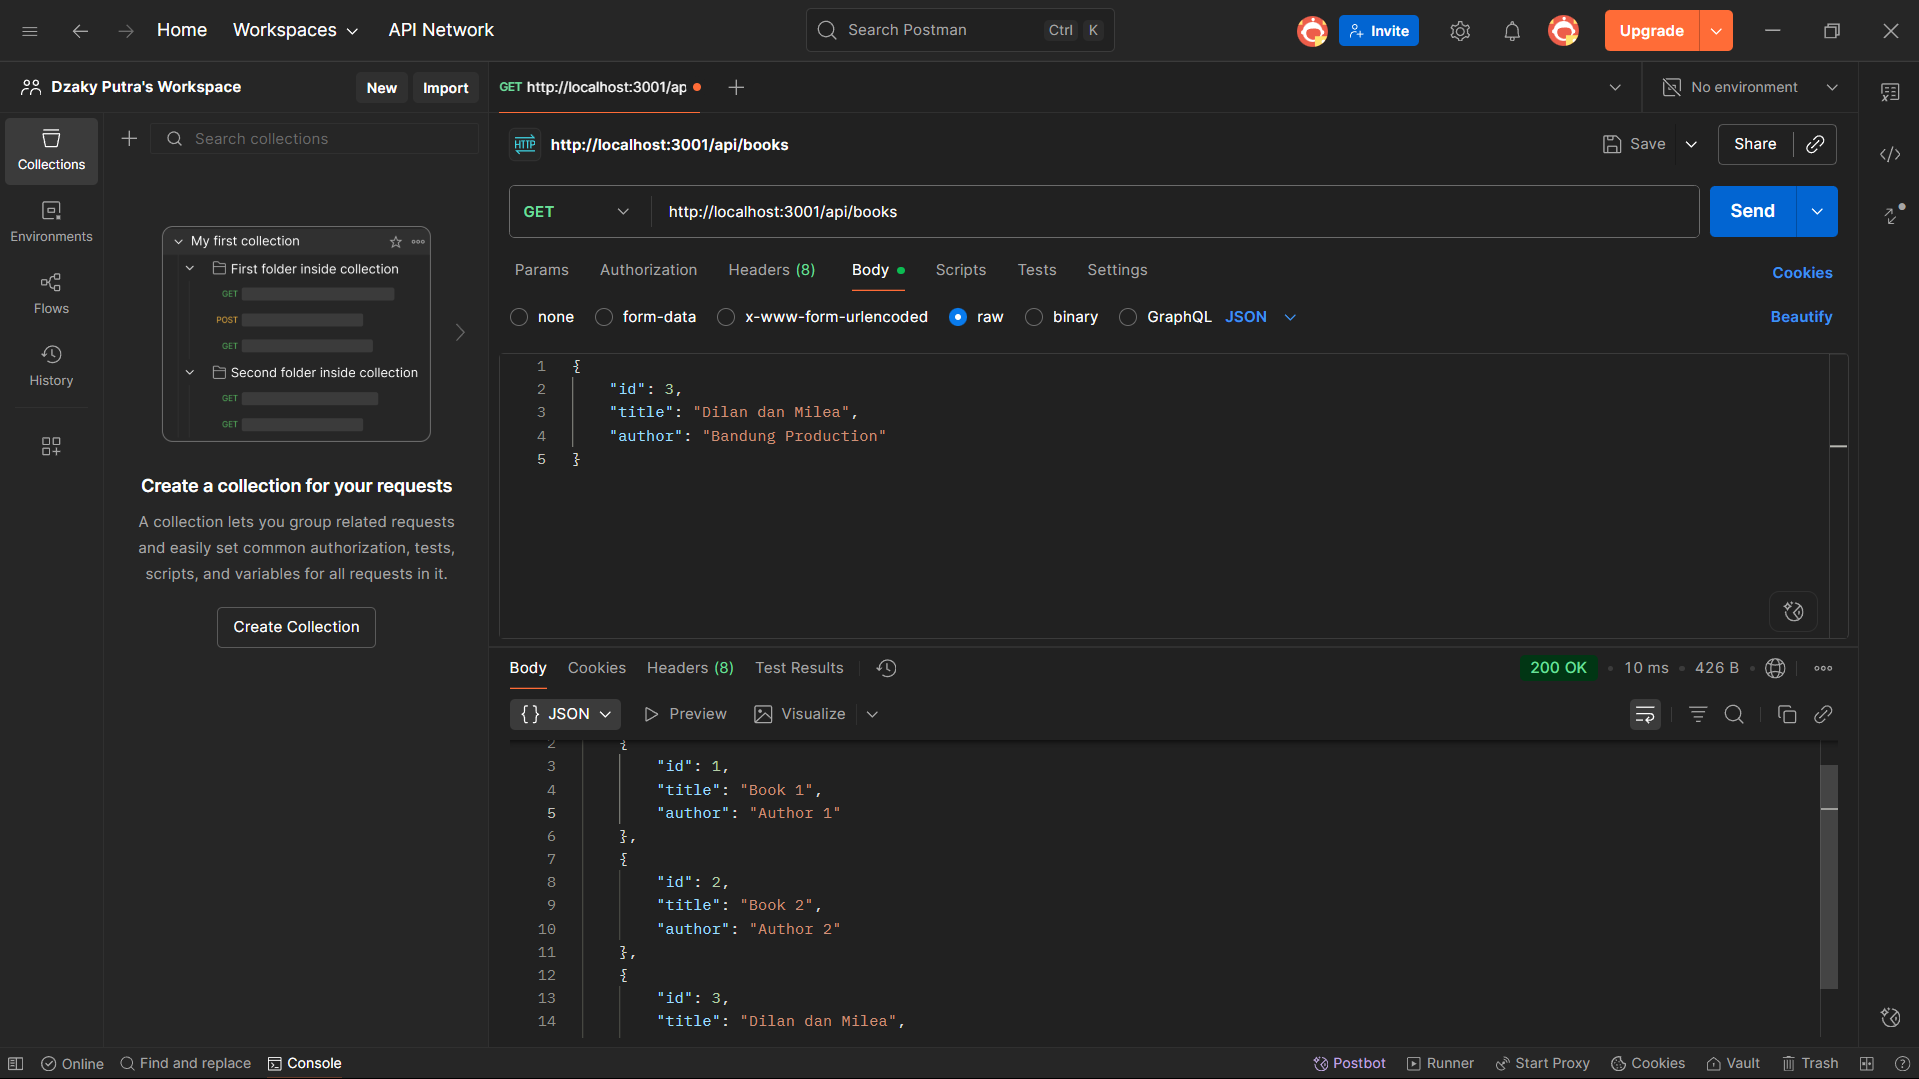 Home
Workspaces
API Network
Search Postman
Ctrl
K
Invite
Upgrade
Dzaky Putra's Workspace
New
Import
GET http://localhost:3001/ap
No environment
Collections
Search collections
HTTP
http://localhost:3001/api/books
Save
Share
Environments
GET
http://localhost:3001/api/books
Send
My first collection
First folder inside collection
GET
POST
GET
Second folder inside collection
GET
GET
Flows
History
Params
Authorization
Headers (8)
Body
Scripts
Tests
Settings
Cookies
none
form-data
x-www-form-urlencoded
raw
binary
GraphQL
JSON
Beautify
1 {
2 "id": 3,
3 "title": "Dilan dan Milea",
4 "author": "Bandung Production"
5 }
Create a collection for your requests
A collection lets you group related requests
and easily set common authorization, tests,
scripts, and variables for all requests in it.
Create Collection
Body
Cookies
Headers (8)
Test Results
200 OK
10 ms
426 B
{} JSON
Preview
Visualize
2 {
3 "id": 1,
4 "title": "Book 1",
5 "author": "Author 1"
6 },
7 {
8 "id": 2,
9 "title": "Book 2",
10 "author": "Author 2"
11 },
12 {
13 "id": 3,
14 "title": "Dilan dan Milea",
Online
Find and replace
Console
Postbot
Runner
Start Proxy
Cookies
Vault
Trash